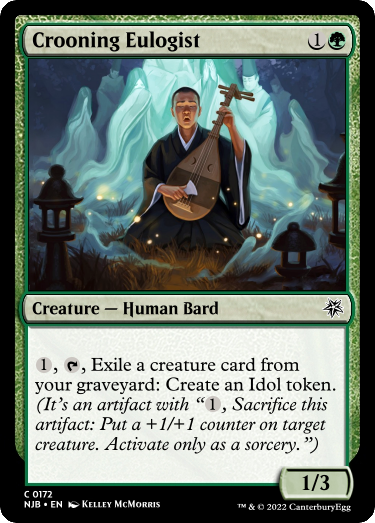 Crooning Eulogist 1
Creature — Human Bard
1, , Exile a creature card from
your graveyard: Create an Idol token.
(It's an artifact with “1, Sacrifice this
artifact: Put a +1/+1 counter on target
creature. Activate only as a sorcery.”)
1/3
C 0172
NJB • EN Kelley McMorris
™ & © 2022 CanterburyEgg